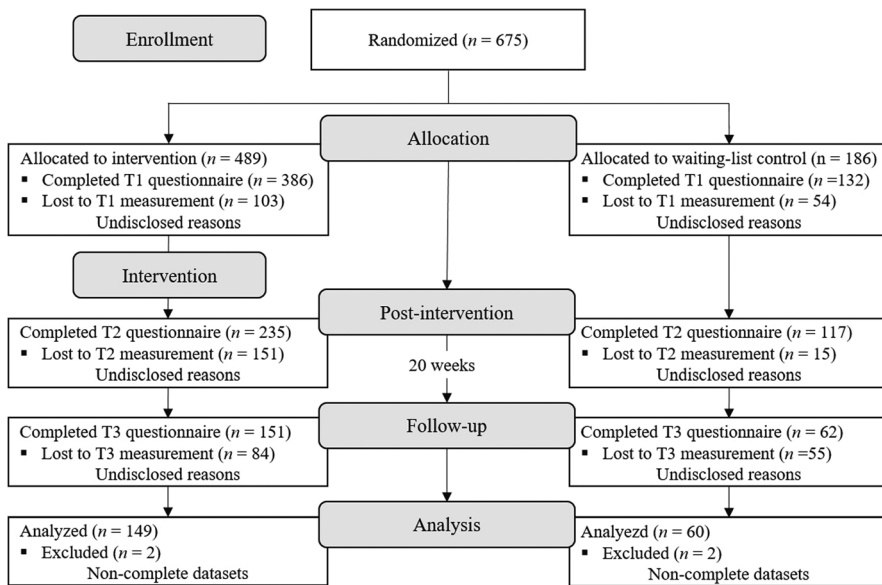 Enrollment
Randomized (n = 675)
Allocation
Allocated to intervention (n = 489)
▪ Completed T1 questionnaire (n = 386)
▪ Lost to T1 measurement (n = 103)
Undisclosed reasons
Allocated to waiting-list control (n = 186)
▪ Completed T1 questionnaire (n =132)
▪ Lost to T1 measurement (n = 54)
Undisclosed reasons
Intervention
Post-intervention
Completed T2 questionnaire (n = 235)
▪ Lost to T2 measurement (n = 151)
Undisclosed reasons
Completed T2 questionnaire (n = 117)
▪ Lost to T2 measurement (n = 15)
Undisclosed reasons
20 weeks
Follow-up
Completed T3 questionnaire (n = 151)
▪ Lost to T3 measurement (n = 84)
Undisclosed reasons
Completed T3 questionnaire (n = 62)
▪ Lost to T3 measurement (n =55)
Undisclosed reasons
Analysis
Analyzed (n = 149)
▪ Excluded (n = 2)
Non-complete datasets
Analyezd (n = 60)
▪ Excluded (n = 2)
Non-complete datasets